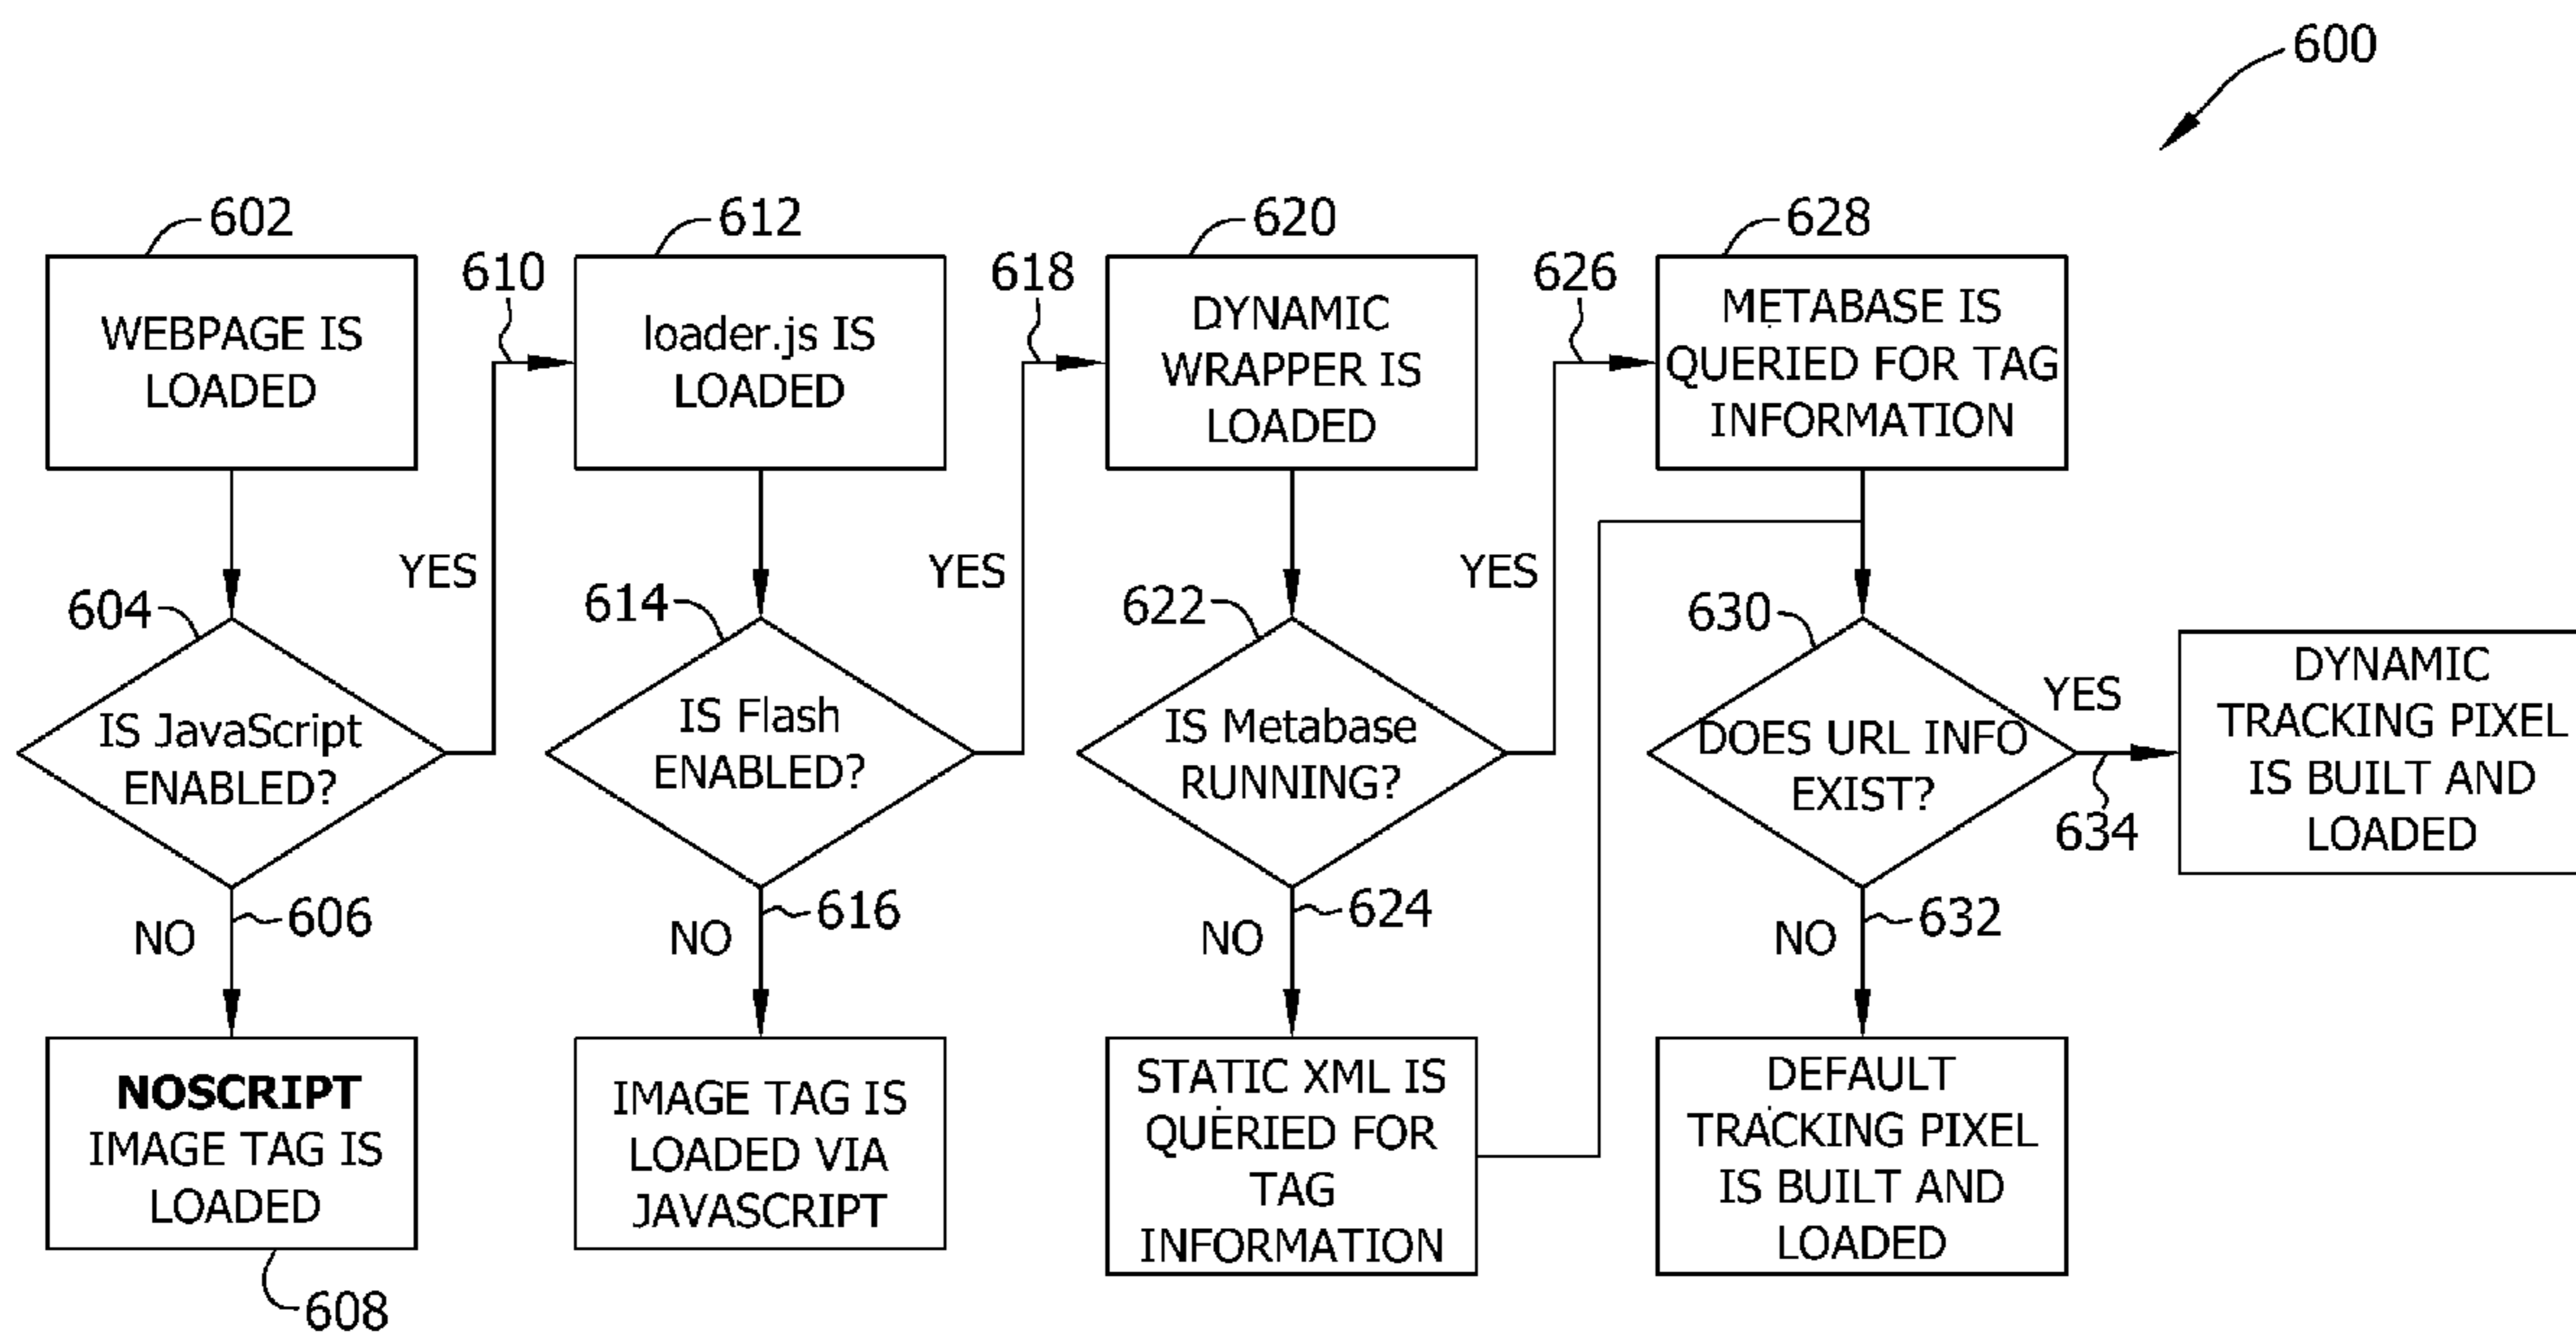 600
602
WEBPAGE IS
LOADED
604
IS JavaScript
ENABLED?
606
NO
NOSCRIPT
IMAGE TAG IS
LOADED
608
YES
610
612
loader.js IS
LOADED
614
IS Flash
ENABLED?
616
NO
IMAGE TAG IS
LOADED VIA
JAVASCRIPT
YES
618
620
DYNAMIC
WRAPPER IS
LOADED
622
IS Metabase
RUNNING?
624
NO
STATIC XML IS
QUERIED FOR
TAG
INFORMATION
YES
626
628
METABASE IS
QUERIED FOR TAG
INFORMATION
630
DOES URL INFO
EXIST?
632
NO
DEFAULT
TRACKING PIXEL
IS BUILT AND
LOADED
YES
634
DYNAMIC
TRACKING PIXEL
IS BUILT AND
LOADED